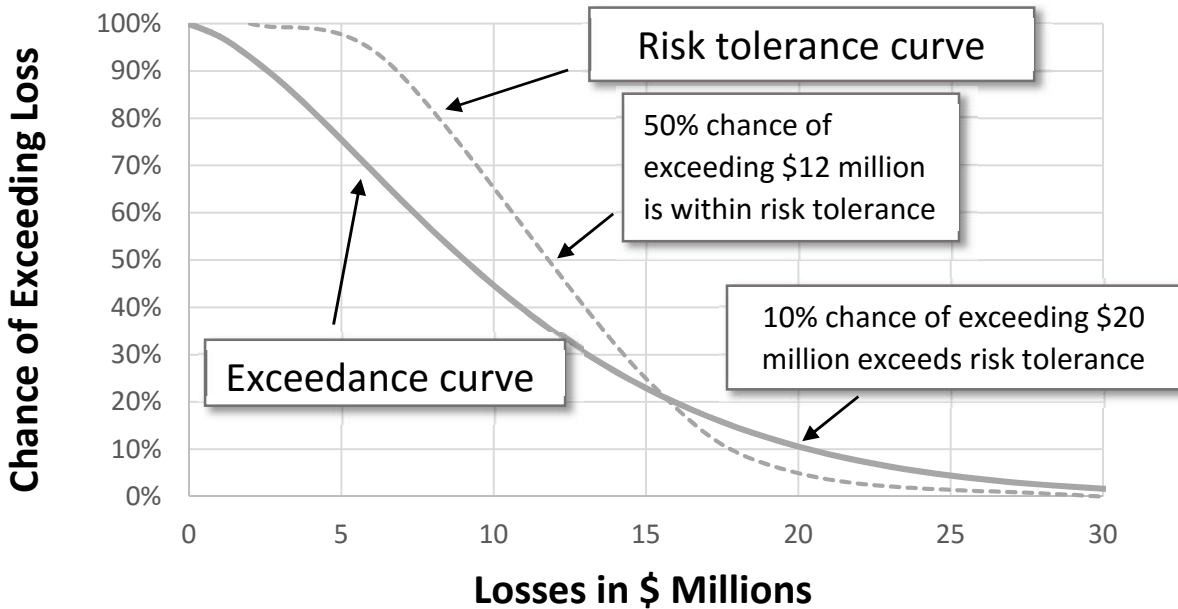 Chance of Exceeding Loss
100%
90%
80%
70%
60%
50%
40%
30%
20%
10%
0%
Risk tolerance curve
50% chance of
exceeding $12 million
is within risk tolerance
10% chance of exceeding $20
million exceeds risk tolerance
Exceedance curve
0
5
10
15
20
25
30
Losses in $ Millions